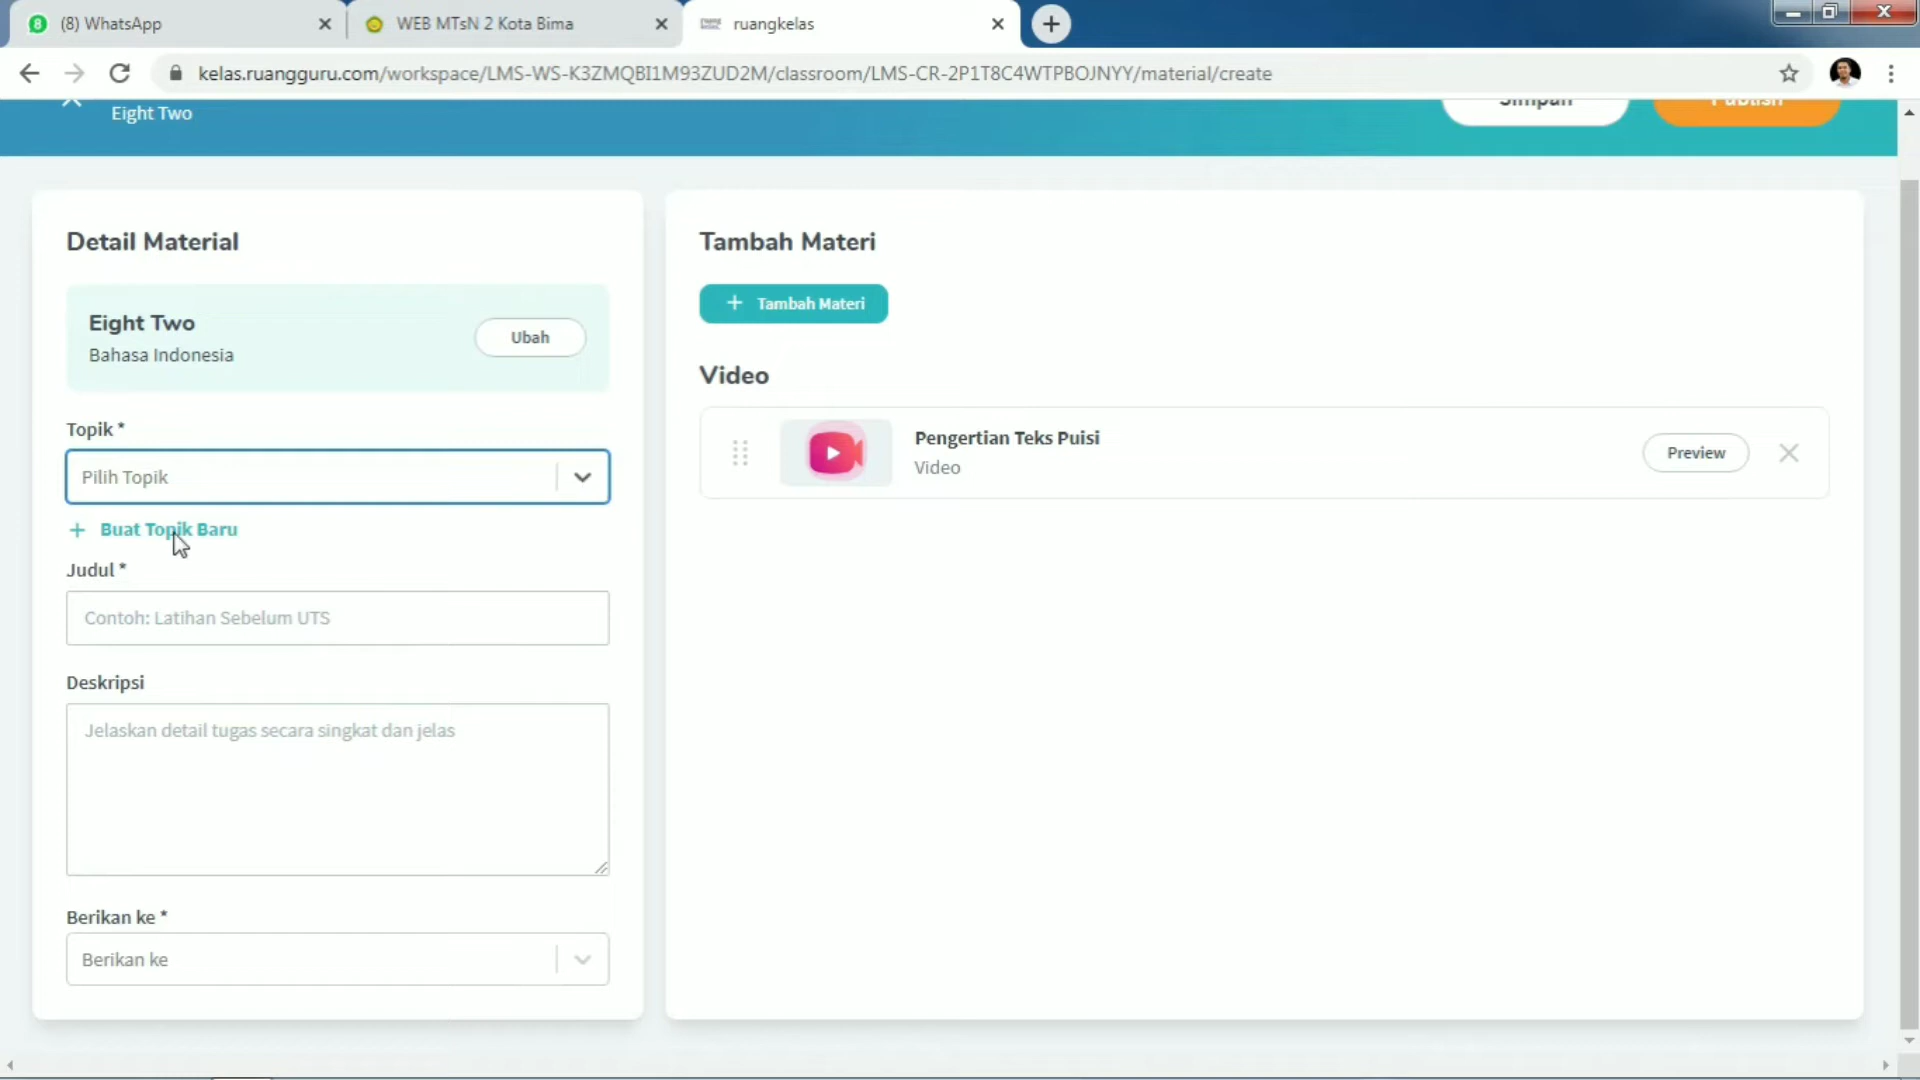 (8) WhatsApp
WEB MTsN 2 Kota Bima
ruangkelas
kelas.ruangguru.com/workspace/LMS-WS-K3ZMQBI1M93ZUD2M/classroom/LMS-CR-2P1T8C4WTPBOJNYY/material/create
Eight Two
Simpan
Publish
Detail Material
Eight Two
Bahasa Indonesia
Ubah
Topik *
Pilih Topik
+ Buat Topik Baru
Judul *
Contoh: Latihan Sebelum UTS
Deskripsi
Jelaskan detail tugas secara singkat dan jelas
Berikan ke *
Berikan ke
Tambah Materi
+ Tambah Materi
Video
Pengertian Teks Puisi
Video
Preview